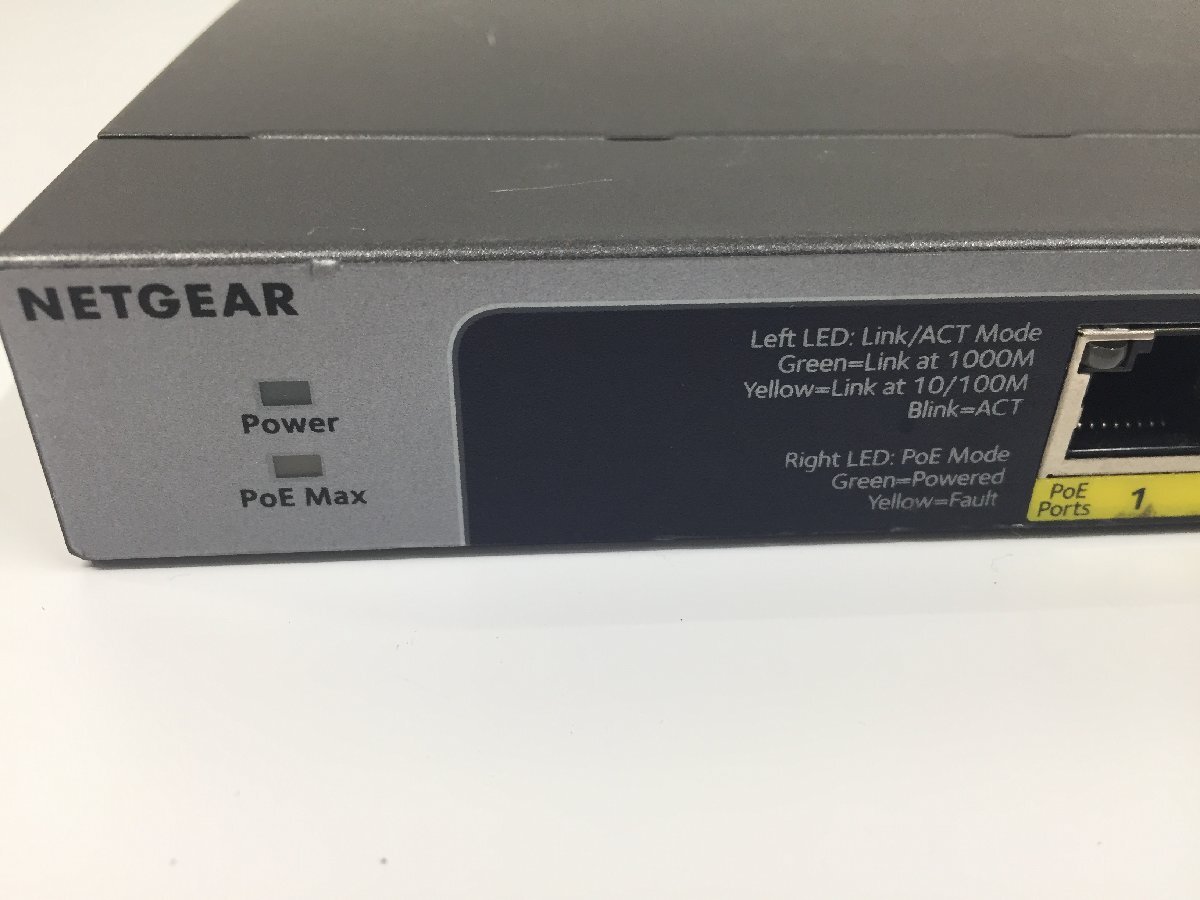 NETGEAR
Power
PoE Max
Left LED: Link/ACT Mode
Green=Link at 1000M
Yellow=Link at 10/100M
Blink=ACT
Right LED: PoE Mode
Green=Powered
Yellow=Fault
PoE
Ports
1